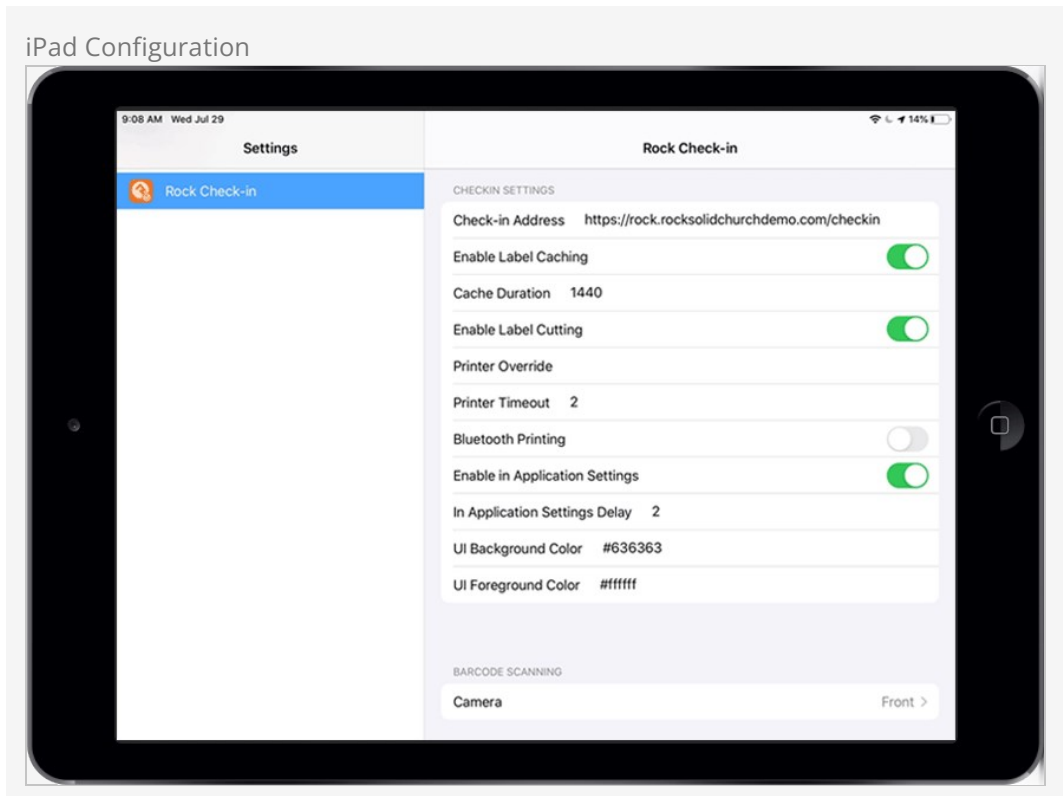 iPad Configuration
9:08 AM Wed Jul 29
14%
Settings
Rock Check-in
Rock Check-in
CHECKIN SETTINGS
Check-in Address https://rock.rocksolidchurchdemo.com/checkin
Enable Label Caching
Cache Duration 1440
Enable Label Cutting
Printer Override
Printer Timeout 2
Bluetooth Printing
Enable in Application Settings
In Application Settings Delay 2
UI Background Color #636363
UI Foreground Color #ffffff
BARCODE SCANNING
Camera Front >